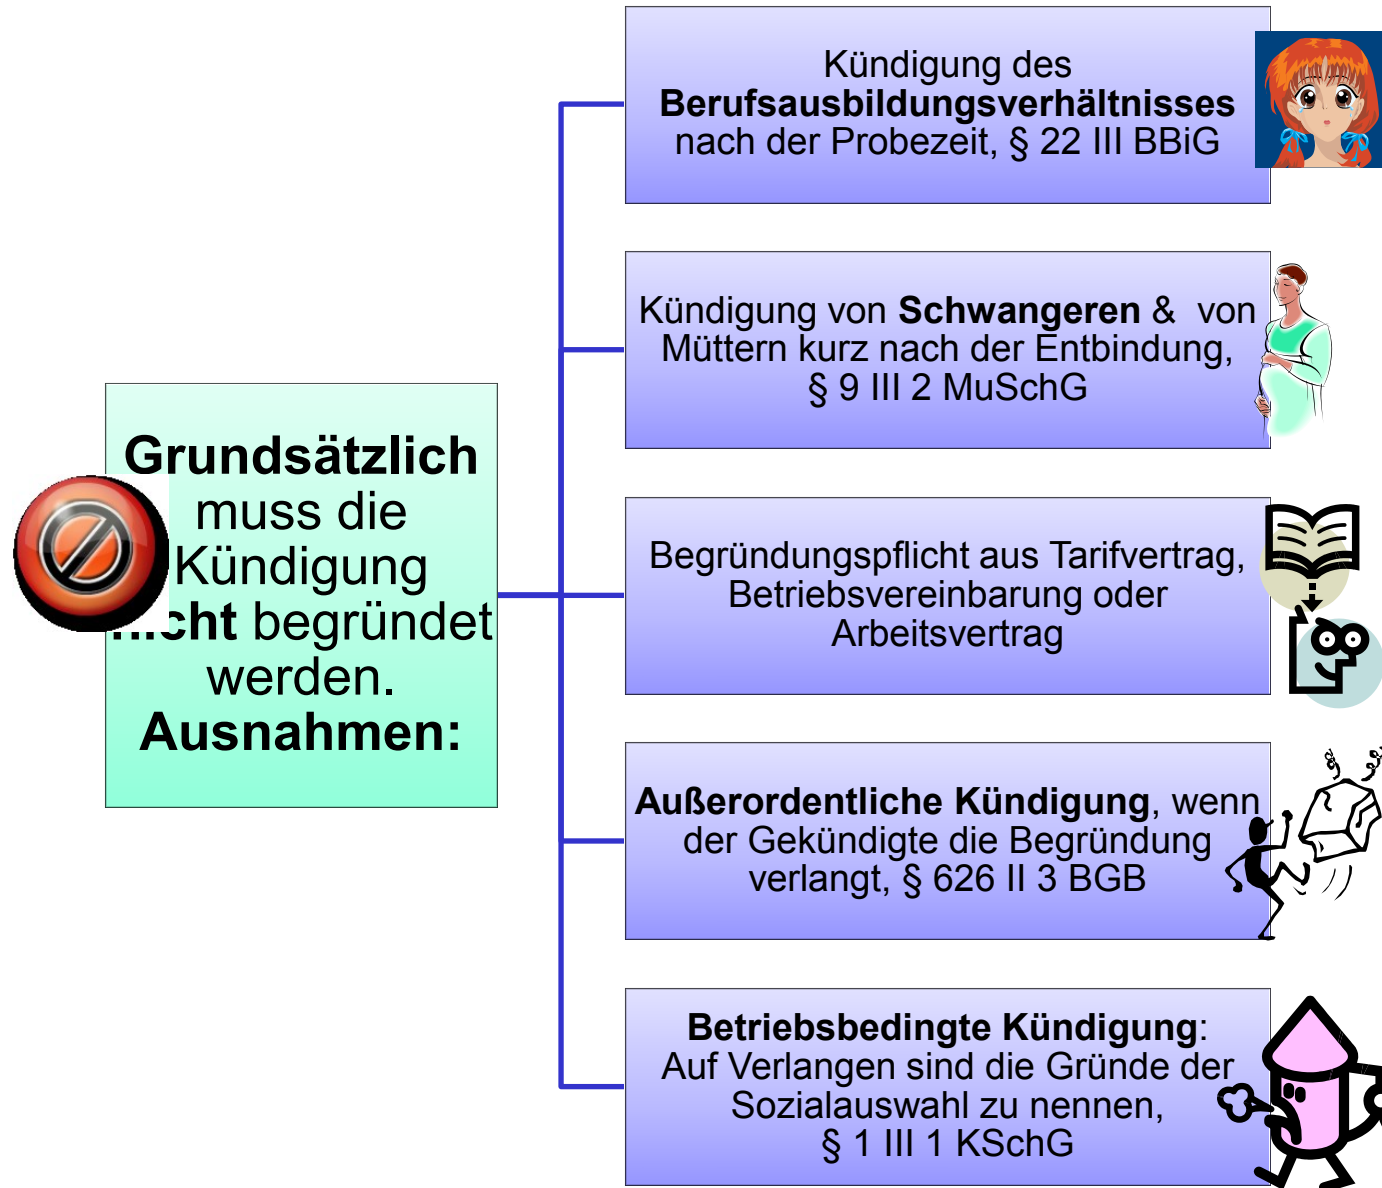 Grundsätzlich
muss die
Kündigung
nicht begründet
werden.
Ausnahmen:
Kündigung des
Berufsausbildungsverhältnisses
nach der Probezeit, § 22 III BBiG
Kündigung von Schwangeren & von
Müttern kurz nach der Entbindung,
§ 9 III 2 MuSchG
Begründungspflicht aus Tarifvertrag,
Betriebsvereinbarung oder
Arbeitsvertrag
Außerordentliche Kündigung, wenn
der Gekündigte die Begründung
verlangt, § 626 II 3 BGB
Betriebsbedingte Kündigung:
Auf Verlangen sind die Gründe der
Sozialauswahl zu nennen,
§ 1 III 1 KSchG